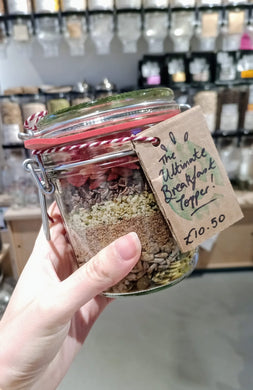 The
Ultimate
Breakfast
Topper!
£10.50